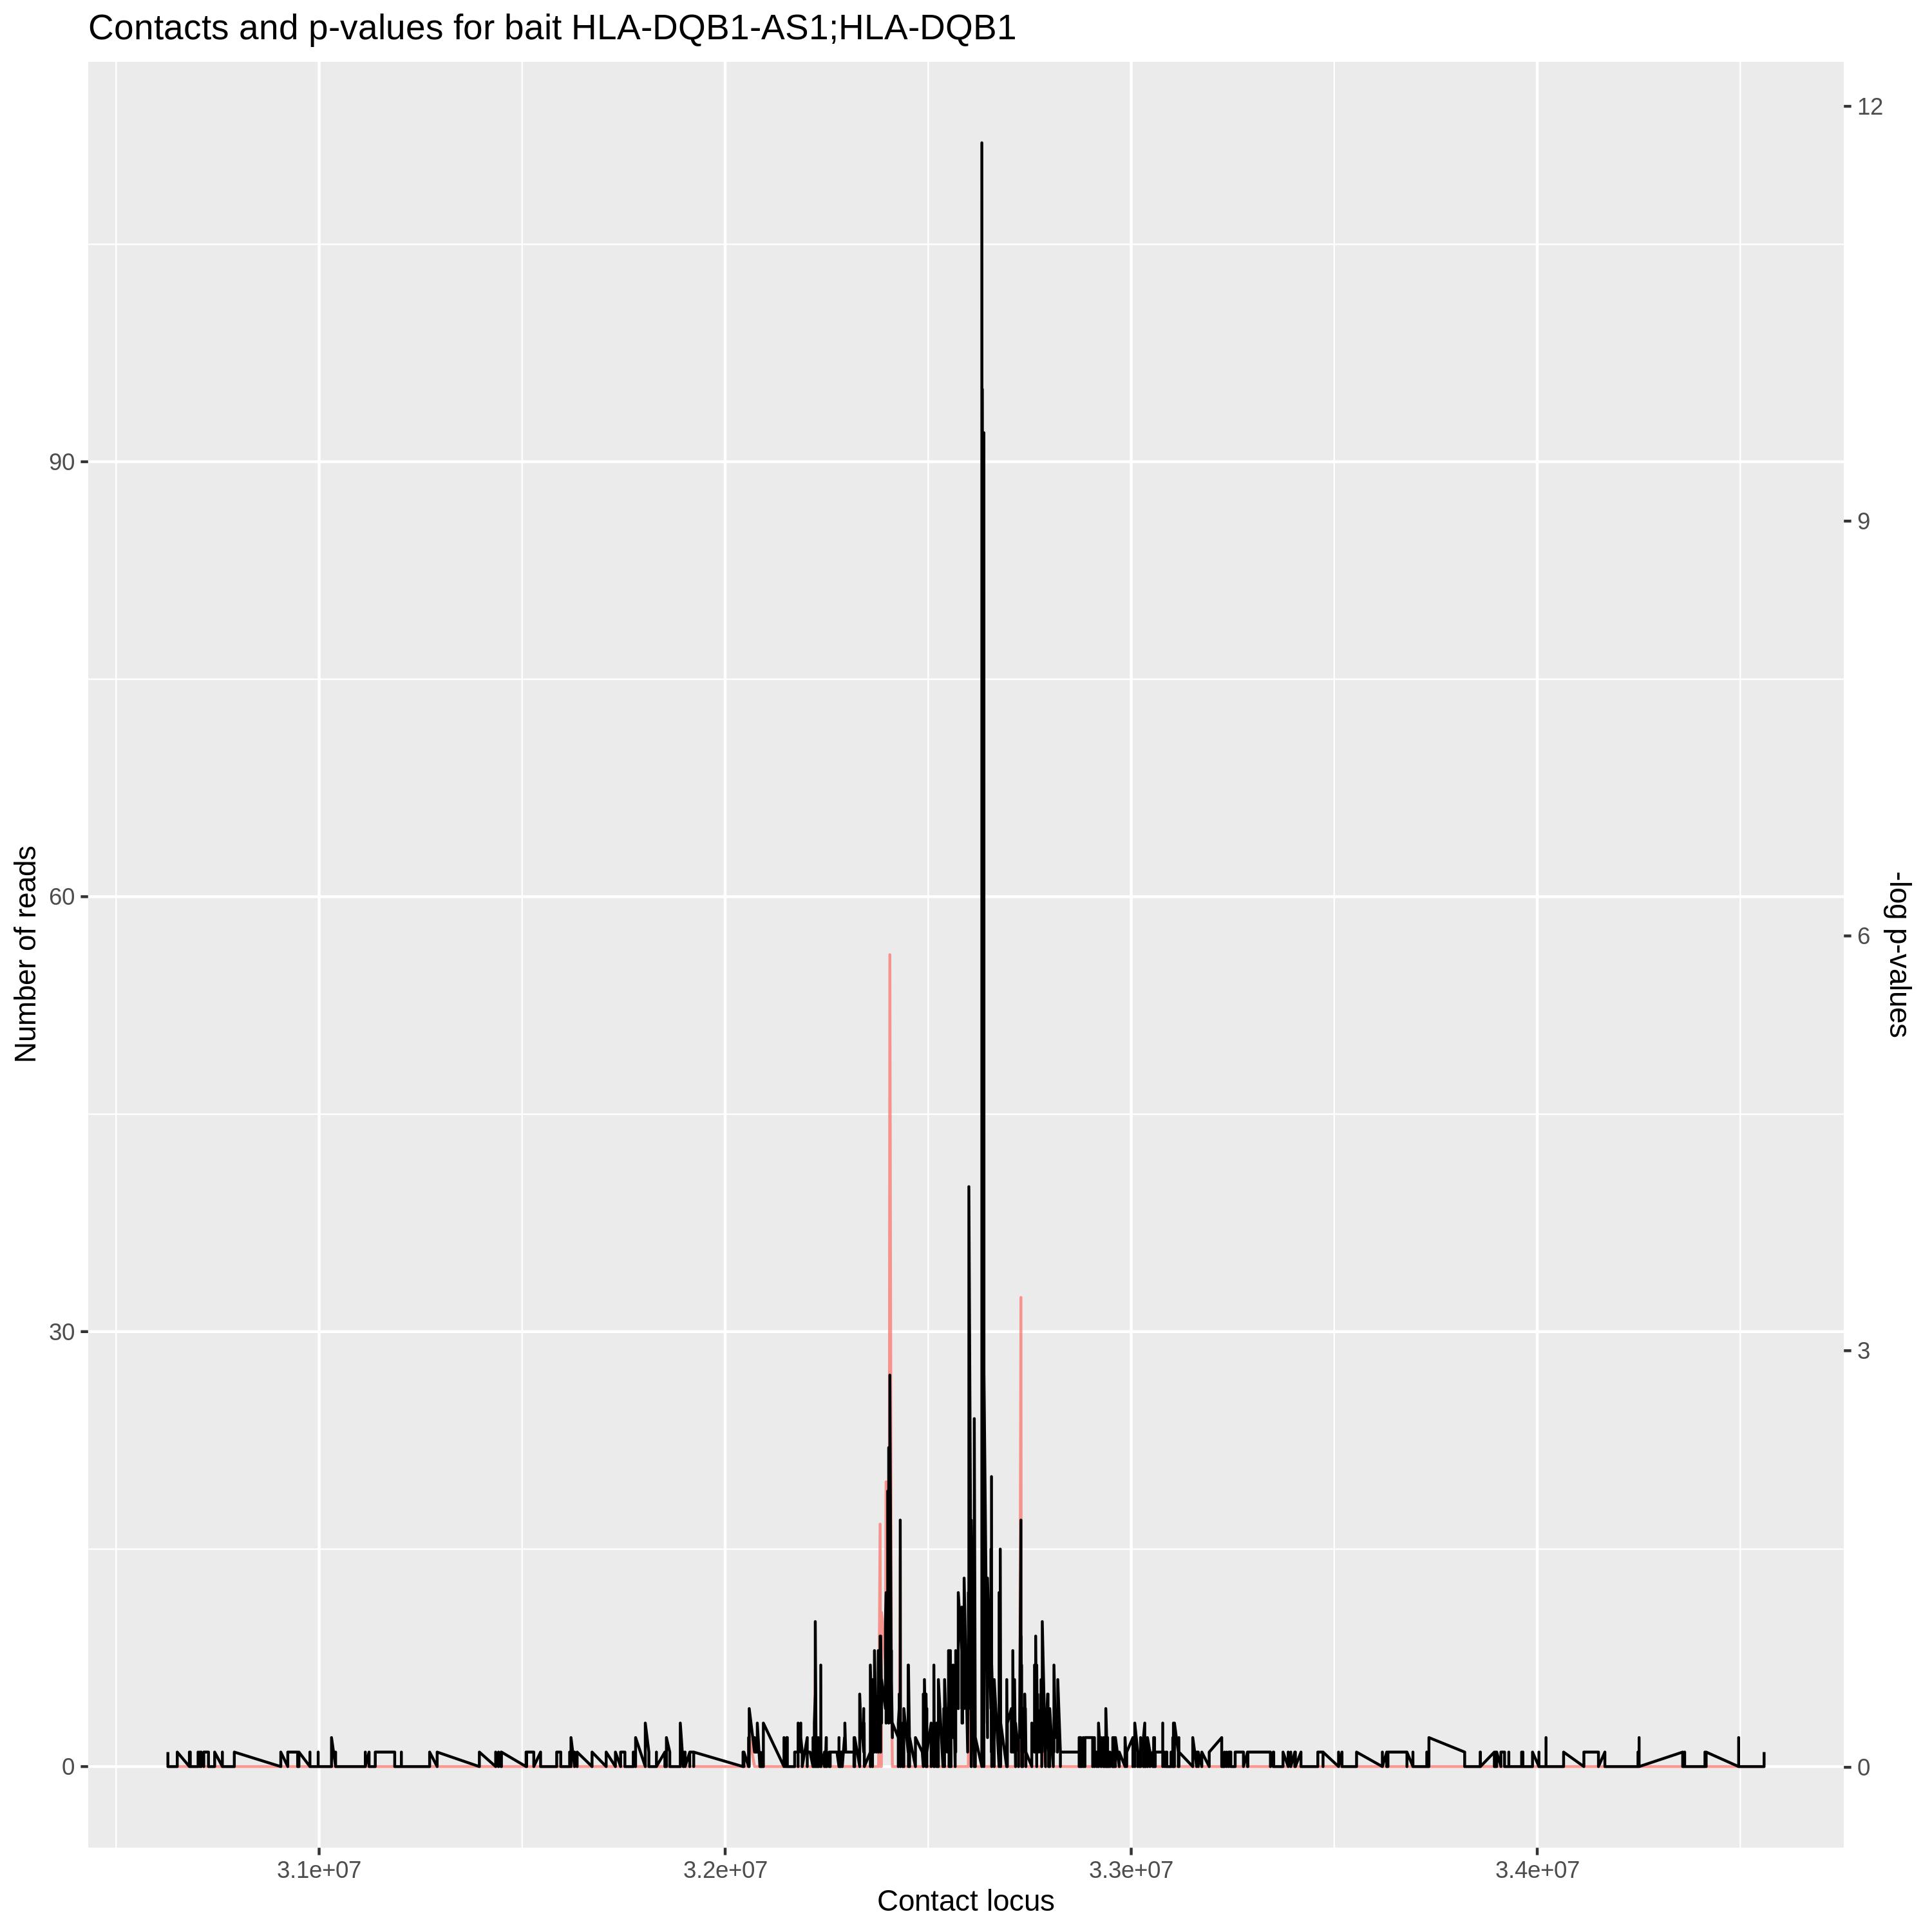 Contacts and p-values for bait HLA-DQB1-AS1;HLA-DQB1
Number of reads
90
60
30
0
12
9
6
3
0
-log p-values
3.1e+07
3.2e+07
3.3e+07
3.4e+07
Contact locus